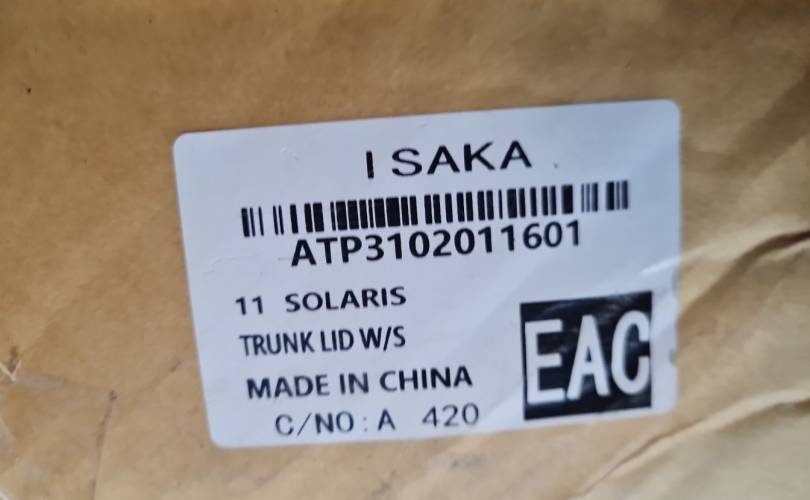 I SAKA
ATP3102011601
11 SOLARIS
TRUNK LID W/S
MADE IN CHINA
C/NO: A 420
EAC